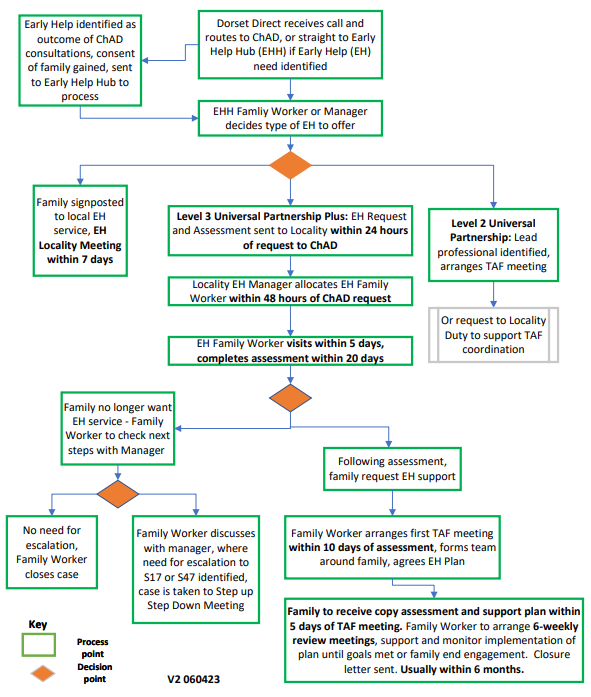 Early Help identified as
outcome of ChAD
consultations, consent
of family gained, sent
to Early Help Hub to
process
Dorset Direct receives call and
routes to ChAD, or straight to Early
Help Hub (EHH) if Early Help (EH)
need identified
EHH Famliy Worker or Manager
decides type of EH to offer
Family signposted
to local EH
service, EH
Locality Meeting
within 7 days
Level 3 Universal Partnership Plus: EH Request
and Assessment sent to Locality within 24 hours
of request to ChAD
Level 2 Universal
Partnership: Lead
professional identified,
arranges TAF meeting
Locality EH Manager allocates EH Family
Worker within 48 hours of ChAD request
Or request to Locality
Duty to support TAF
coordination
EH Family Worker visits within 5 days,
completes assessment within 20 days
Family no longer want
EH service - Family
Worker to check next
steps with Manager
Following assessment,
family request EH support
No need for
escalation,
Family Worker
closes case
Family Worker discusses
with manager, where
need for escalation to
S17 or S47 identified,
case is taken to Step up
Step Down Meeting
Family Worker arranges first TAF meeting
within 10 days of assessment, forms team
around family, agrees EH Plan
Family to receive copy assessment and support plan within
5 days of TAF meeting. Family Worker to arrange 6-weekly
review meetings, support and monitor implementation of
plan until goals met or family end engagement. Closure
letter sent. Usually within 6 months.
Key
Process
point
Decision
point
V2 060423